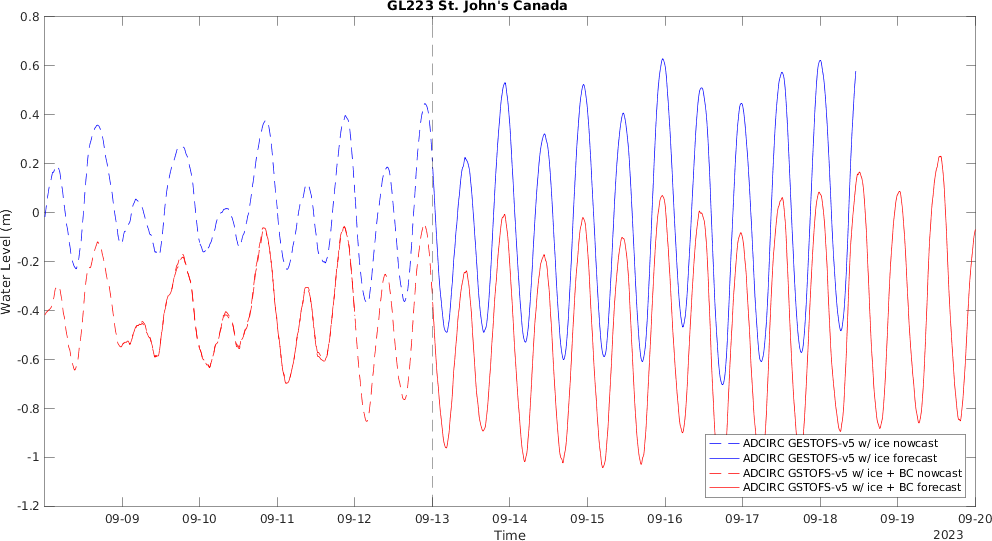 GL223 St. John's Canada
0.8
0.6
0.4
0.2
0
-0.2
-0.4
-0.6
-0.8
-1
-1.2
Water Level (m)
ADCIRC GESTOFS-v5 w/ ice nowcast
ADCIRC GESTOFS-v5 w/ ice forecast
ADCIRC GSTOFS-v5 w/ ice + BC nowcast
ADCIRC GSTOFS-v5 w/ ice + BC forecast
09-09 09-10 09-11 09-12 09-13 09-14 09-15 09-16 09-17 09-18 09-19 09-20
Time
2023